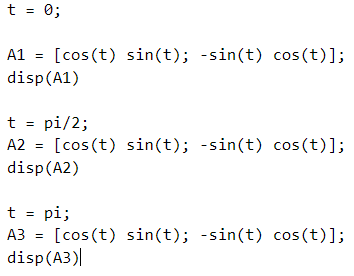 t = 0;
A1 = [cos(t) sin(t); -sin(t) cos(t)];
disp(A1)
t = pi/2;
A2 = [cos(t) sin(t); -sin(t) cos(t)];
disp(A2)
t = pi;
A3 = [cos(t) sin(t); -sin(t) cos(t)];
disp(A3)